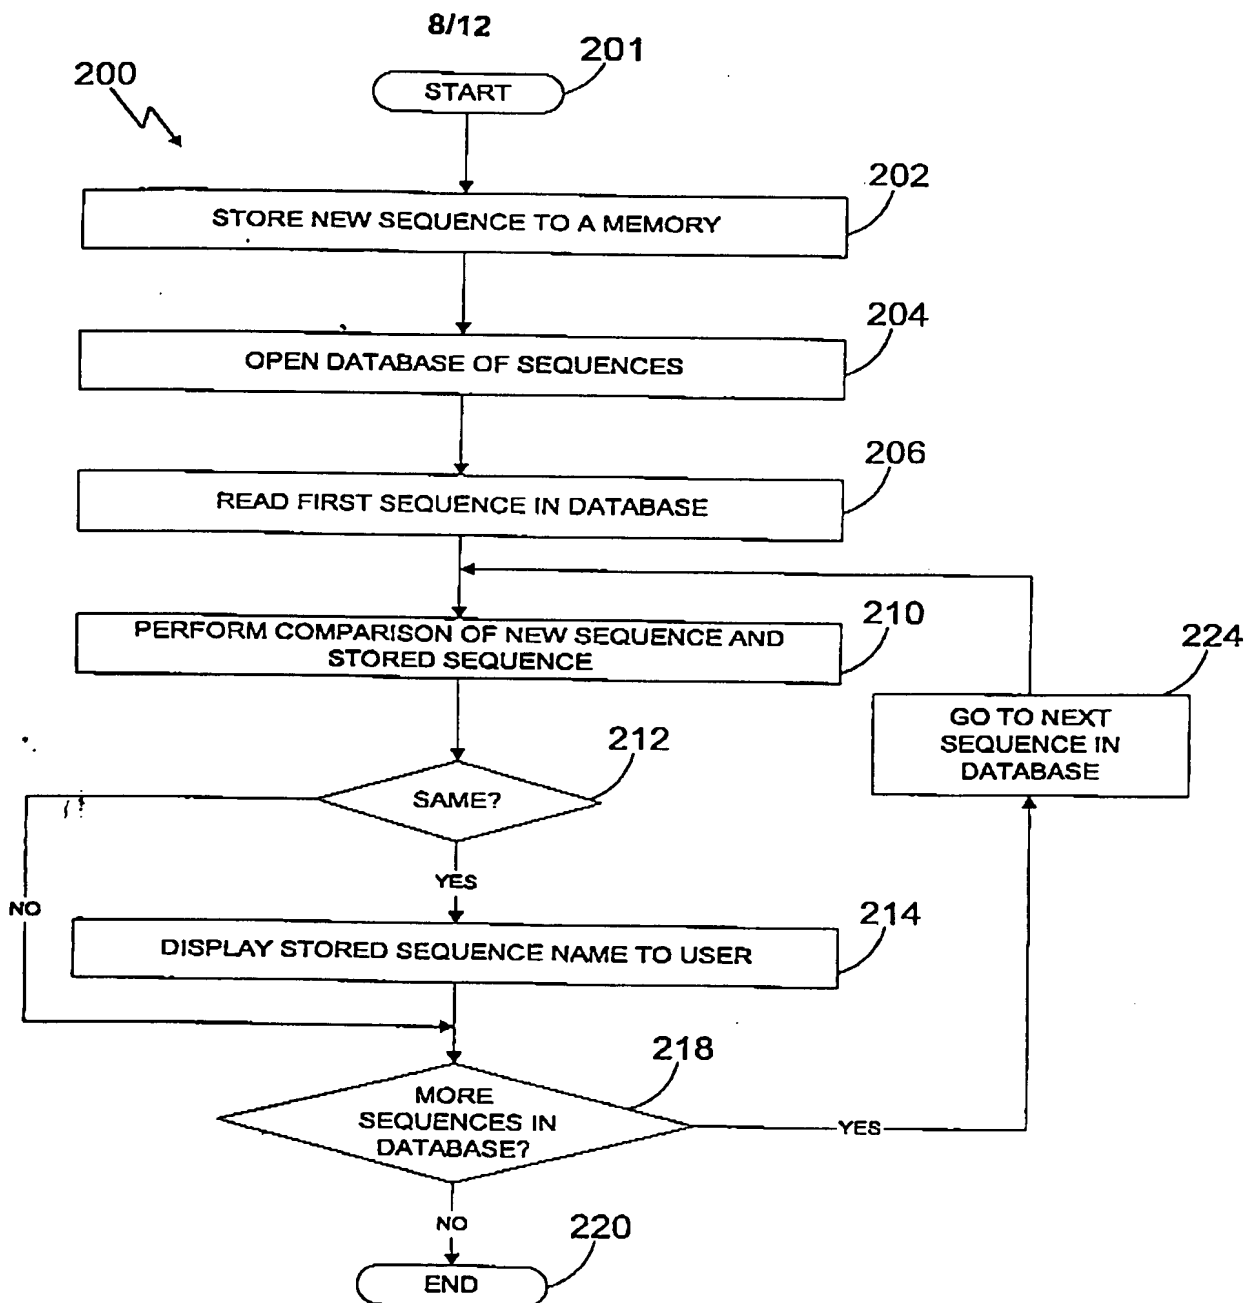 8/12
200
START
201
STORE NEW SEQUENCE TO A MEMORY
202
OPEN DATABASE OF SEQUENCES
204
READ FIRST SEQUENCE IN DATABASE
206
PERFORM COMPARISON OF NEW SEQUENCE AND
STORED SEQUENCE
210
GO TO NEXT
SEQUENCE IN
DATABASE
224
SAME?
212
NO
YES
DISPLAY STORED SEQUENCE NAME TO USER
214
MORE
SEQUENCES IN
DATABASE?
218
YES
NO
END
220